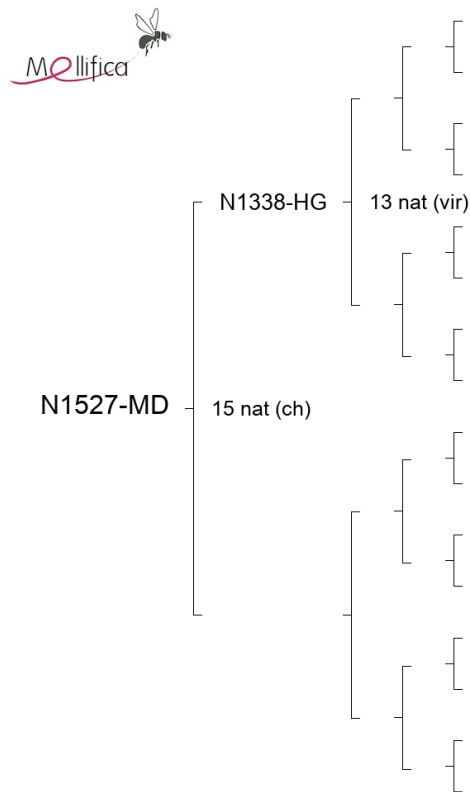 Mellifica
N1338-HG
13 nat (vir)
N1527-MD
15 nat (ch)